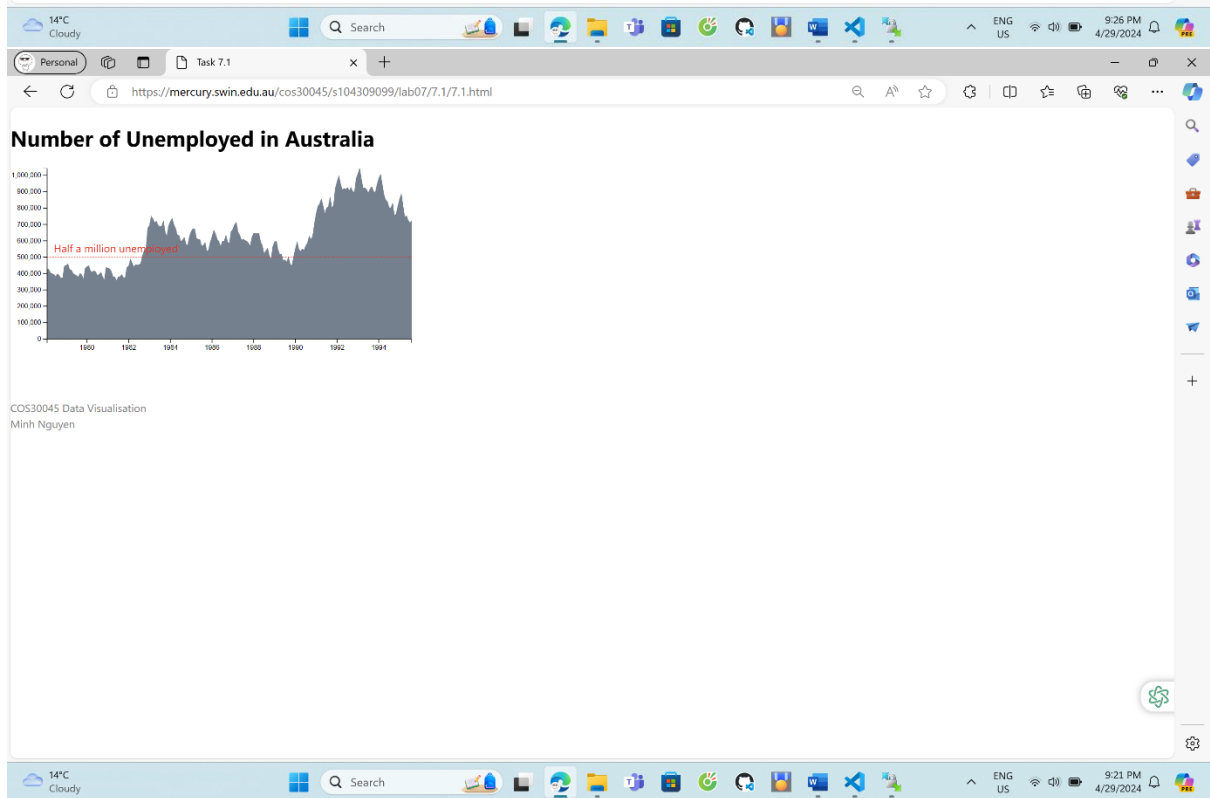 14°C
Cloudy
Search
ENG
US
9:26 PM
4/29/2024
PRE
Personal
Task 7.1
https://mercury.swin.edu.au/cos30045/s104309099/lab07/7.1/7.1.html
Number of Unemployed in Australia
1,000,000
900,000
800,000
700,000
600,000
Half a million unemployed
500,000
400,000
300,000
200,000
100,000
0
1980 1982 1984 1986 1988 1990 1992 1994
COS30045 Data Visualisation
Minh Nguyen
14°C
Cloudy
Search
ENG
US
9:21 PM
4/29/2024
PRE